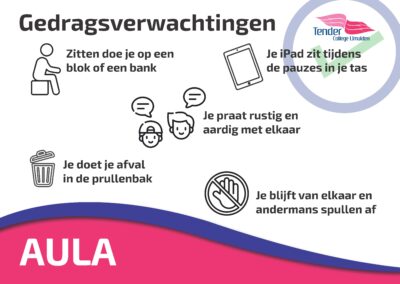 Gedragsverwachtingen
Tender
College IJmuiden
Zitten doe je op een
blok of een bank
Je iPad zit tijdens
de pauzes in je tas
Je praat rustig en
aardig met elkaar
Je doet je afval
in de prullenbak
Je blijft van elkaar en
andermans spullen af
AULA